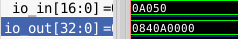 io_in[16:0] =( 0A050
io_out[32:0] =( 0840A0000